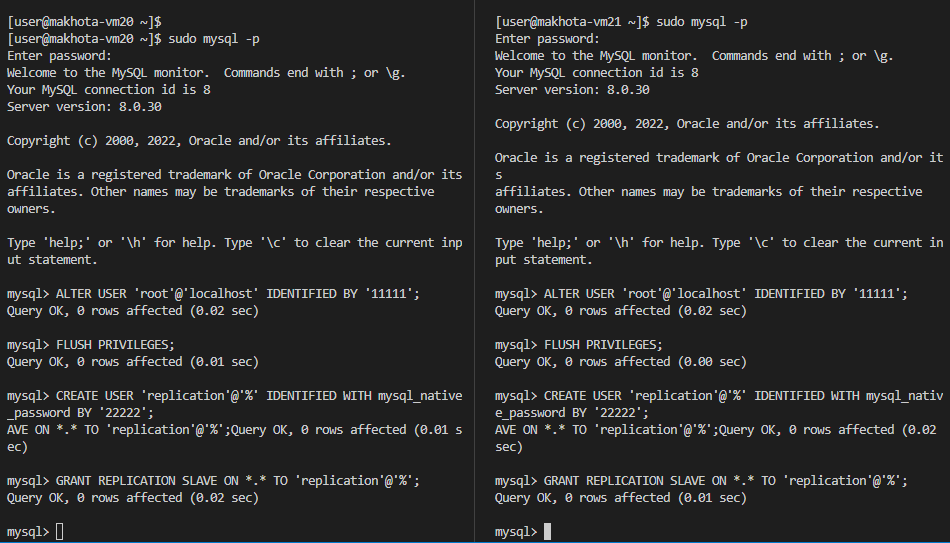 [user@makhota-vm20 ~]$
[user@makhota-vm20 ~]$ sudo mysql -p
Enter password:
Welcome to the MySQL monitor.  Commands end with ; or \g.
Your MySQL connection id is 8
Server version: 8.0.30

Copyright (c) 2000, 2022, Oracle and/or its affiliates.

Oracle is a registered trademark of Oracle Corporation and/or its
affiliates. Other names may be trademarks of their respective
owners.

Type 'help;' or '\h' for help. Type '\c' to clear the current inp
ut statement.

mysql> ALTER USER 'root'@'localhost' IDENTIFIED BY '11111';
Query OK, 0 rows affected (0.02 sec)

mysql> FLUSH PRIVILEGES;
Query OK, 0 rows affected (0.01 sec)

mysql> CREATE USER 'replication'@'%' IDENTIFIED WITH mysql_native
_password BY '22222';
AVE ON *.* TO 'replication'@'%';Query OK, 0 rows affected (0.01 s
ec)

mysql> GRANT REPLICATION SLAVE ON *.* TO 'replication'@'%';
Query OK, 0 rows affected (0.02 sec)

mysql>
[user@makhota-vm21 ~]$ sudo mysql -p
Enter password:
Welcome to the MySQL monitor.  Commands end with ; or \g.
Your MySQL connection id is 8
Server version: 8.0.30

Copyright (c) 2000, 2022, Oracle and/or its affiliates.

Oracle is a registered trademark of Oracle Corporation and/or it
s
affiliates. Other names may be trademarks of their respective
owners.

Type 'help;' or '\h' for help. Type '\c' to clear the current in
put statement.

mysql> ALTER USER 'root'@'localhost' IDENTIFIED BY '11111';
Query OK, 0 rows affected (0.02 sec)

mysql> FLUSH PRIVILEGES;
Query OK, 0 rows affected (0.00 sec)

mysql> CREATE USER 'replication'@'%' IDENTIFIED WITH mysql_nativ
e_password BY '22222';
AVE ON *.* TO 'replication'@'%';Query OK, 0 rows affected (0.02
sec)

mysql> GRANT REPLICATION SLAVE ON *.* TO 'replication'@'%';
Query OK, 0 rows affected (0.01 sec)

mysql>